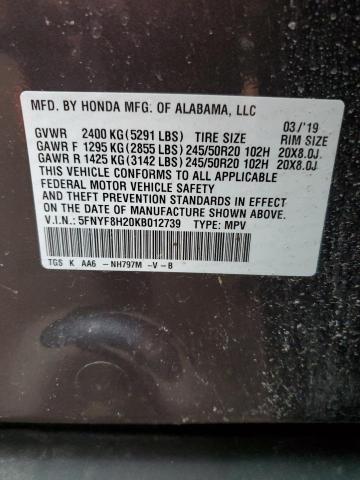 MFD. BY HONDA MFG. OF ALABAMA, LLC
GVWR 2400 KG (5291 LBS) TIRE SIZE 03/'19 RIM SIZE
GAWR F 1295 KG (2855 LBS) 245/50R20 102H 20X8.0J
GAWR R 1425 KG (3142 LBS) 245/50R20 102H 20X8.0J
THIS VEHICLE CONFORMS TO ALL APPLICABLE
FEDERAL MOTOR VEHICLE SAFETY
AND THEFT PREVENTION STANDARDS IN EFFECT
ON THE DATE OF MANUFACTURE SHOWN ABOVE.
V.I.N.: 5FNYF8H20KB012739 TYPE: MPV
TGS K AA6 -NH797M -V-B